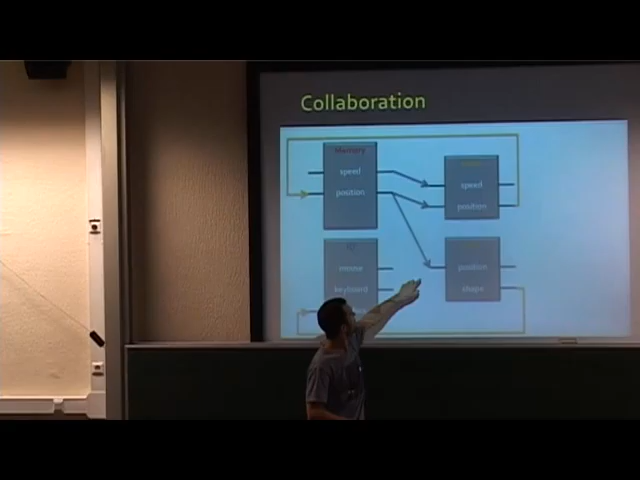 Collaboration
Memory
speed
position
speed
position
IO
mouse
keyboard
position
shape